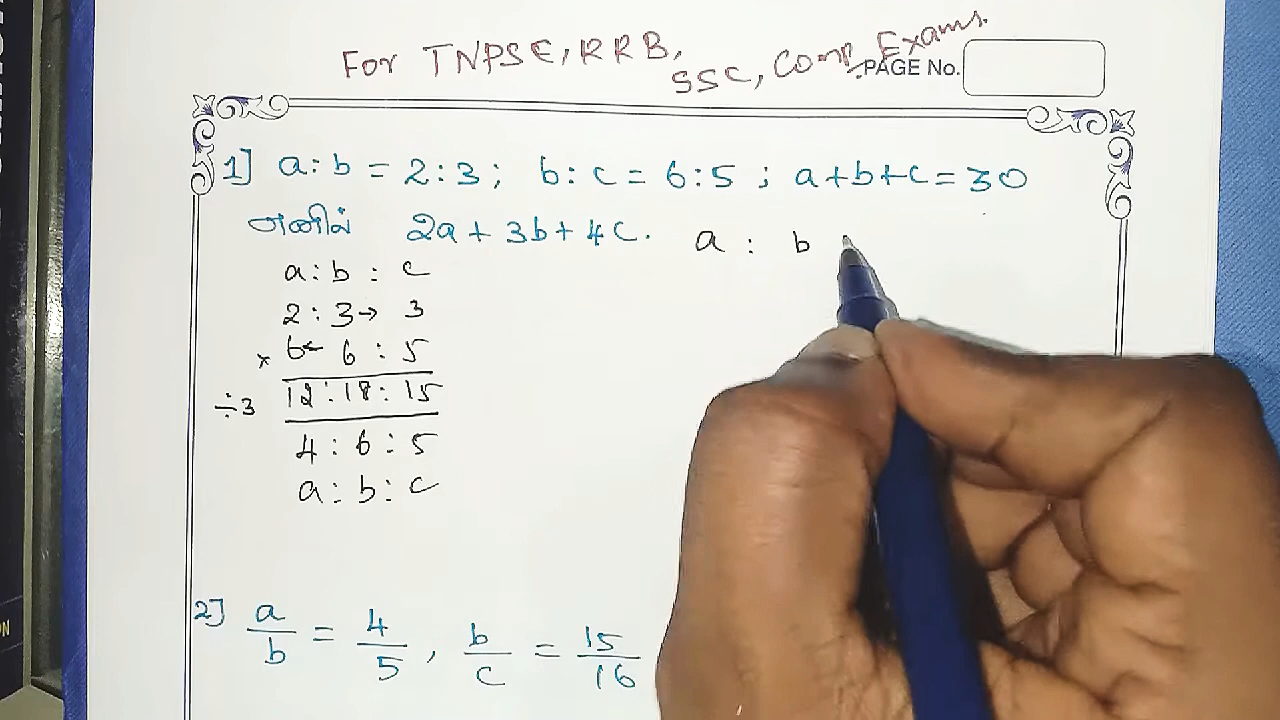 For TNPSC, RRB,
SSC, Comp. Exams.
PAGE No.
1] a:b = 2:3; b:c = 6:5; a+b+c = 30
எனில் 2a + 3b + 4c.
a : b
a : b : c
2 : 3 → 3
× 6 ← 6 : 5
12 : 18 : 15
÷3
4 : 6 : 5
a : b : c
2] a/b = 4/5, b/c = 15/16